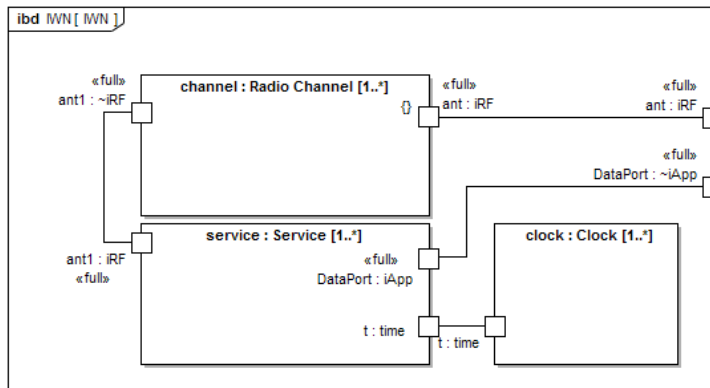 ibd IWN [ IWN ]
«full»
ant1 : ~iRF
channel : Radio Channel [1..*]
{}
«full»
ant : iRF
«full»
ant : iRF
«full»
DataPort : ~iApp
service : Service [1..*]
ant1 : iRF
«full»
«full»
DataPort : iApp
t : time
clock : Clock [1..*]
t : time